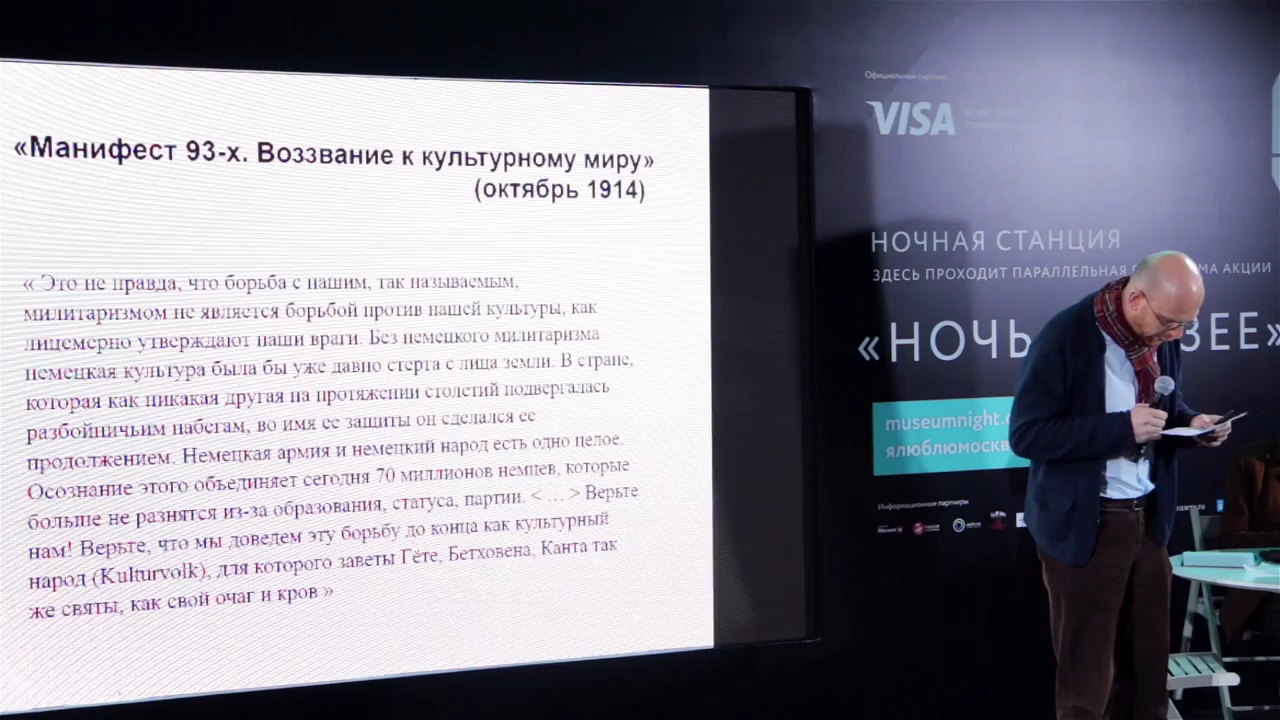 «Манифест 93-х. Воззвание к культурному миру»
(октябрь 1914)
« Это не правда, что борьба с нашим, так называемым,
милитаризмом не является борьбой против нашей культуры, как
лицемерно утверждают наши враги. Без немецкого милитаризма
немецкая культура была бы уже давно стерта с лица земли. В стране,
которая как никакая другая на протяжении столетий подвергалась
разбойничьим набегам, во имя ее защиты он сделался ее
продолжением. Немецкая армия и немецкий народ есть одно целое.
Осознание этого объединяет сегодня 70 миллионов немцев, которые
больше не разнятся из-за образования, статуса, партии. < … > Верьте
нам! Верьте, что мы доведем эту борьбу до конца как культурный
народ (Kulturvolk), для которого заветы Гёте, Бетховена, Канта так
же святы, как свой очаг и кров »
Официальный партнер
VISA
НОЧНАЯ СТАНЦИЯ
ЗДЕСЬ ПРОХОДИТ ПАРАЛЛЕЛЬНАЯ АКЦИИ
«НОЧЬ ЗЕЕ»
museumnight.
ялюблюмоскв
Информационные партнеры